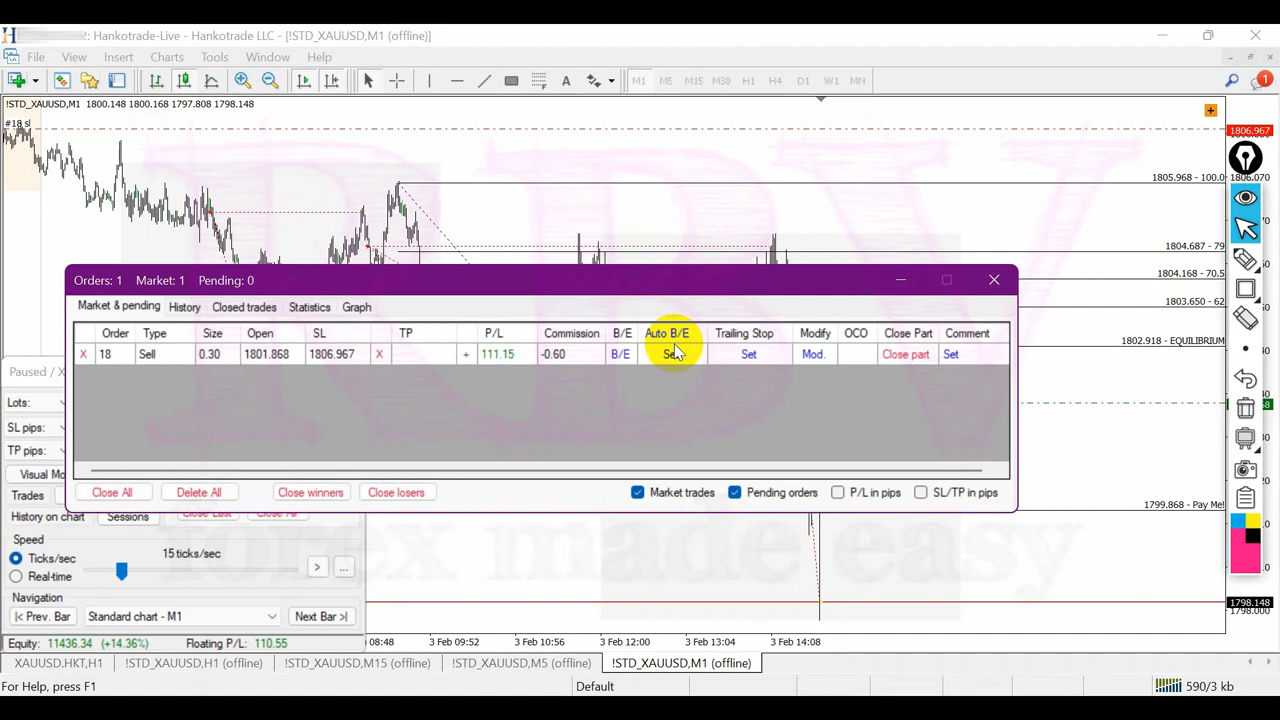 : Hankotrade-Live - Hankotrade LLC - [!STD_XAUUSD,M1 (offline)]
File View Insert Charts Tools Window Help
M1 M5 M15 M30 H1 H4 D1 W1 MN 1
!STD_XAUUSD,M1 1800.148 1800.168 1797.808 1798.148
#18 sl
1806.967
1806.070
1805.968 - 100.0
1804.687 - 79
1804.168 - 70.5
1803.650 - 62
1802.918 - EQUILIBRIUM
1799.868 - Pay Me!
1798.148
1798.000
RBV
forex made easy
Orders: 1 Market: 1 Pending: 0
Market & pending History Closed trades Statistics Graph
Order Type Size Open SL TP P/L Commission B/E Auto B/E Trailing Stop Modify OCO Close Part Comment
X 18 Sell 0.30 1801.868 1806.967 X + 111.15 -0.60 B/E Set Set Mod. Close part Set
Close All Delete All Close winners Close losers Market trades Pending orders P/L in pips SL/TP in pips
Paused / X
Lots:
SL pips:
TP pips:
Visual Mo
Trades
Close Last Close All
History on chart Sessions
Speed
Ticks/sec 15 ticks/sec
Real-time > ...
Navigation
|< Prev. Bar Standard chart - M1 Next Bar >|
Equity: 11436.34 (+14.36%) Floating P/L: 110.55
08:48 3 Feb 09:52 3 Feb 10:56 3 Feb 12:00 3 Feb 13:04 3 Feb 14:08
XAUUSD.HKT,H1 !STD_XAUUSD,H1 (offline) !STD_XAUUSD,M15 (offline) !STD_XAUUSD,M5 (offline) !STD_XAUUSD,M1 (offline)
For Help, press F1 Default 590/3 kb